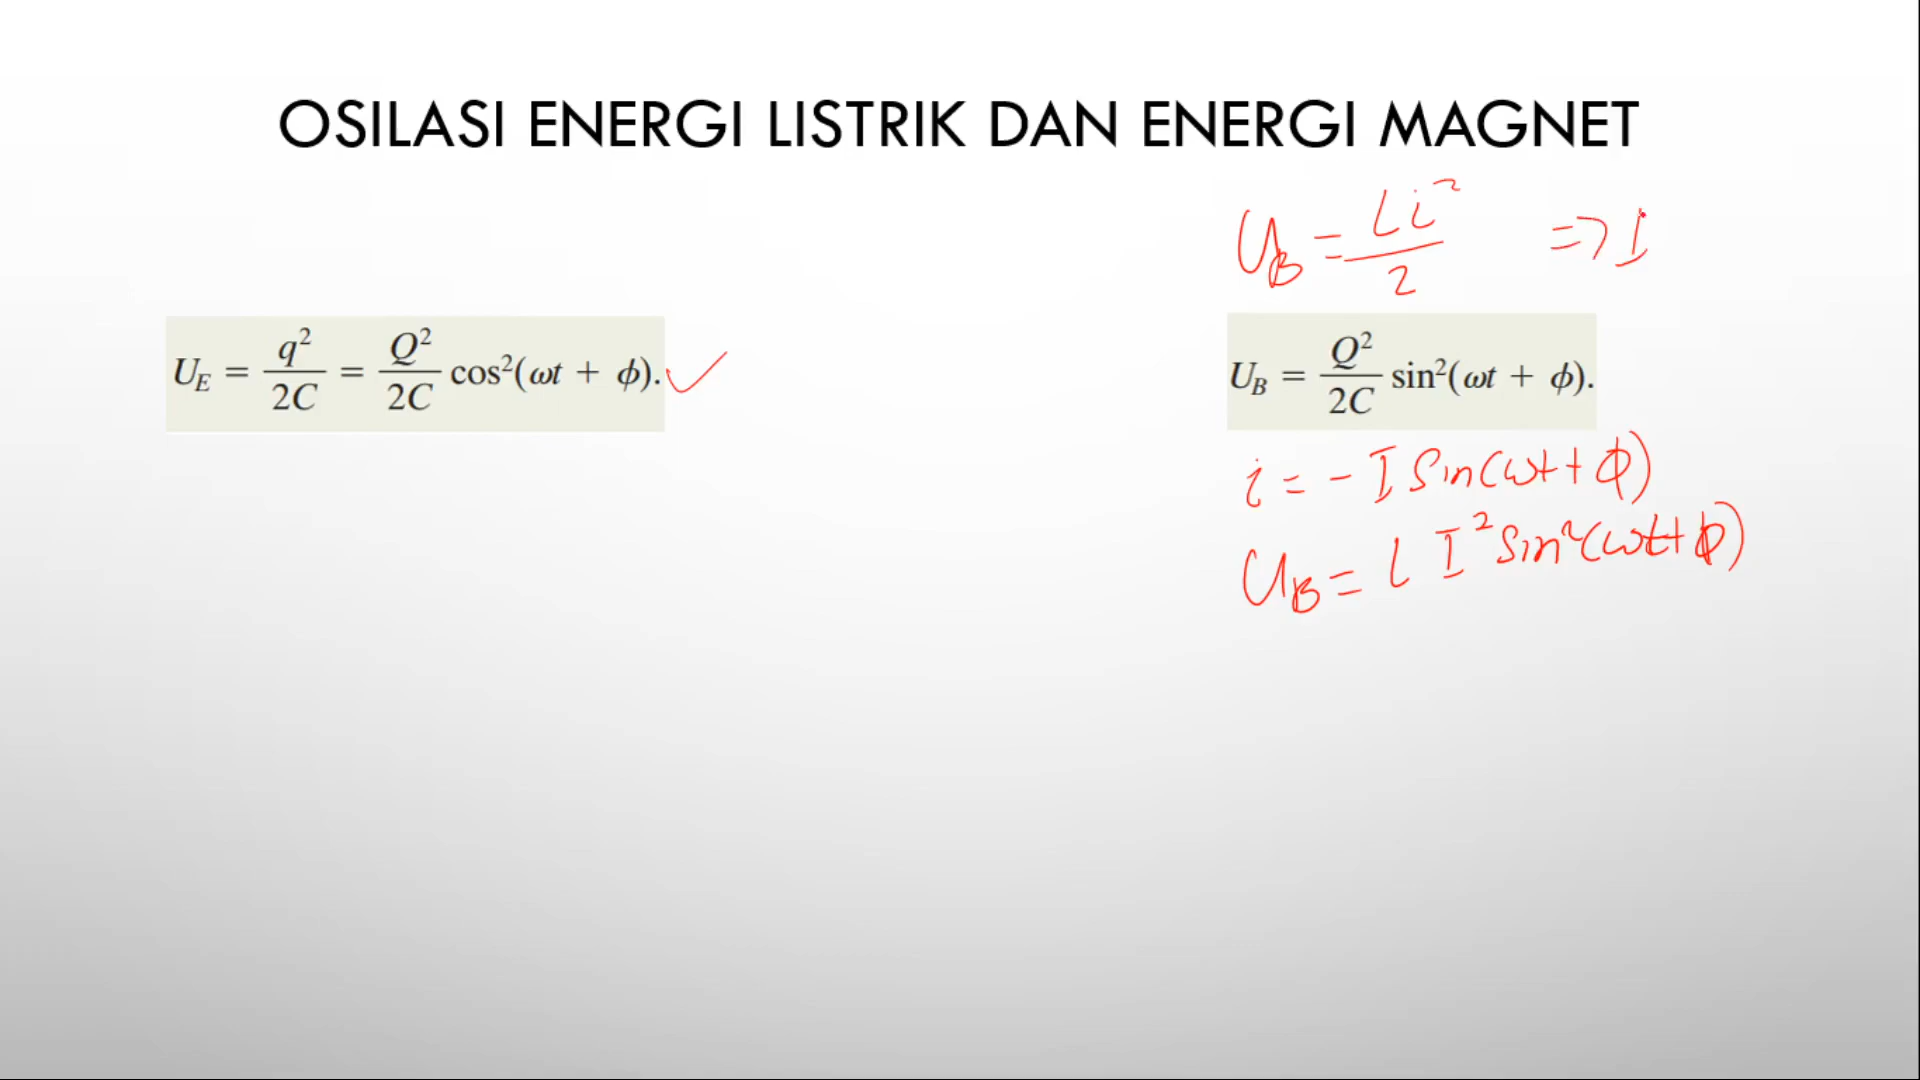 OSILASI ENERGI LISTRIK DAN ENERGI MAGNET
U_B = Li²/2 => I
U_E = q²/2C = Q²/2C cos²(ωt + ϕ).
U_B = Q²/2C sin²(ωt + ϕ).
i = - I Sin(ωt + ϕ)
U_B = L I² Sin²(ωt + ϕ)